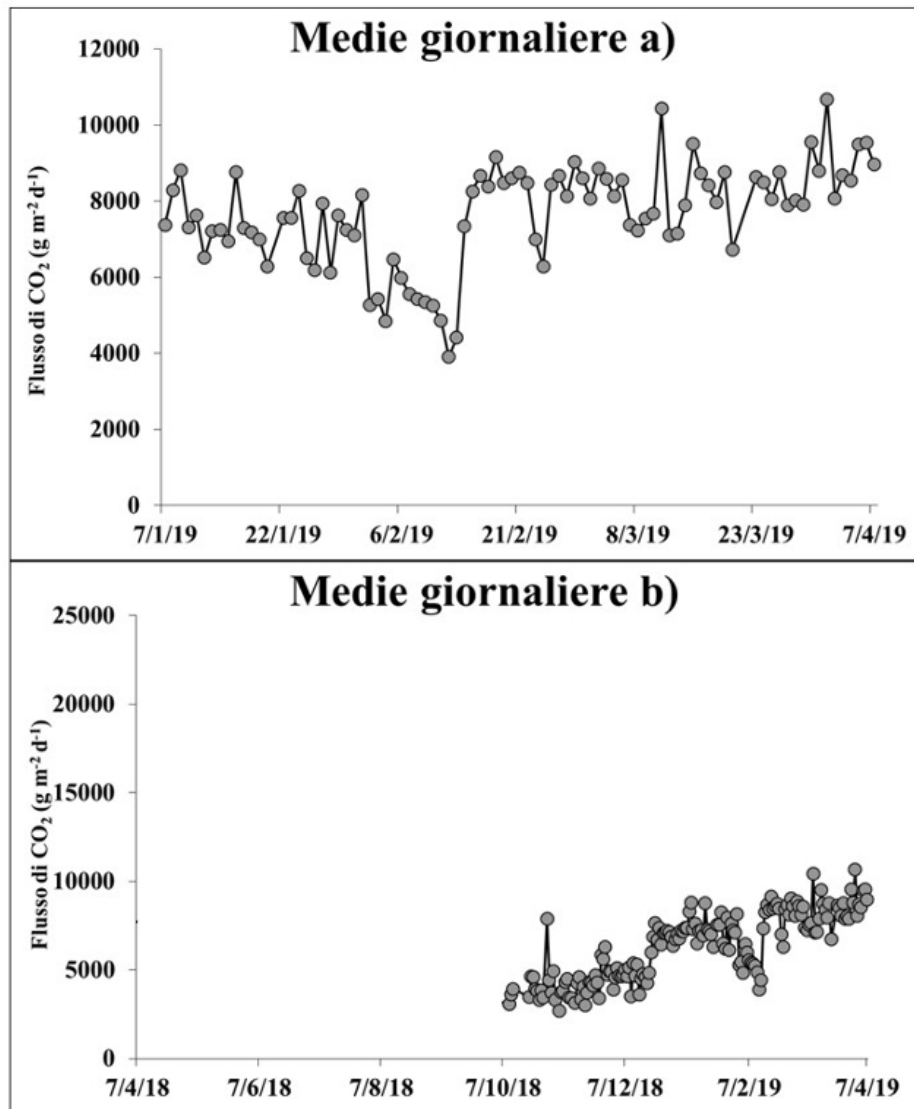 Medie giornaliere a)
Flusso di CO₂ (g m⁻² d⁻¹)
12000
10000
8000
6000
4000
2000
0
7/1/19 22/1/19 6/2/19 21/2/19 8/3/19 23/3/19 7/4/19
Medie giornaliere b)
Flusso di CO₂ (g m⁻² d⁻¹)
25000
20000
15000
10000
5000
0
7/4/18 7/6/18 7/8/18 7/10/18 7/12/18 7/2/19 7/4/19